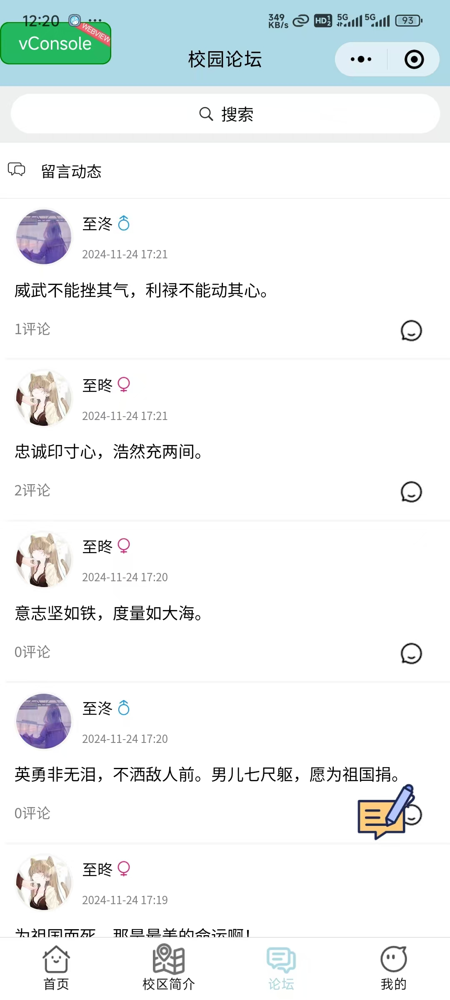 12:20
349 KB/s
HD 1 2
5G
5G
93
vConsole
WEBVIEW
校园论坛
搜索
留言动态
至洺
2024-11-24 17:21
威武不能挫其气，利禄不能动其心。
1评论
至咚
2024-11-24 17:21
忠诚印寸心，浩然充两间。
2评论
至咚
2024-11-24 17:20
意志坚如铁，度量如大海。
0评论
至洺
2024-11-24 17:20
英勇非无泪，不洒敌人前。男儿七尺躯，愿为祖国捐。
0评论
至咚
2024-11-24 17:19
为祖国而死，那是最美的命运啊！
首页
校区简介
论坛
我的